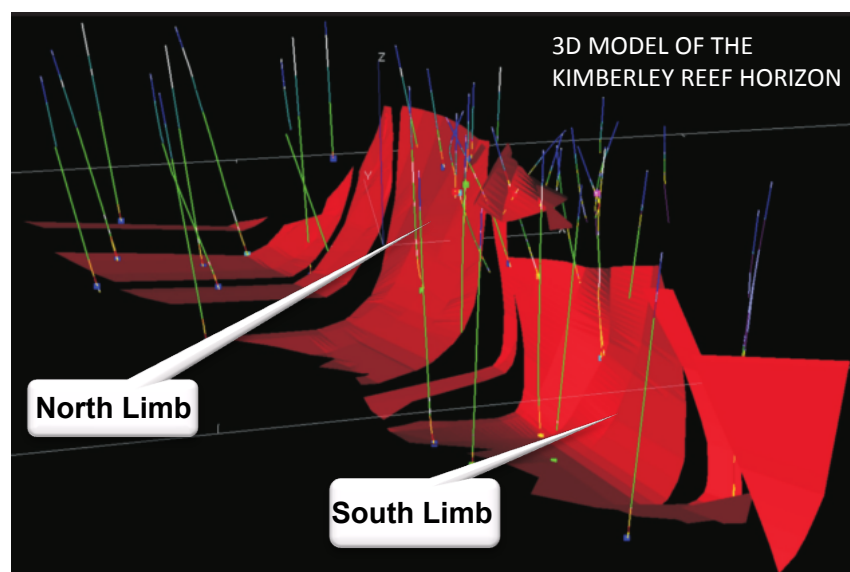 3D MODEL OF THE
KIMBERLEY REEF HORIZON
Z
Y
North Limb
South Limb